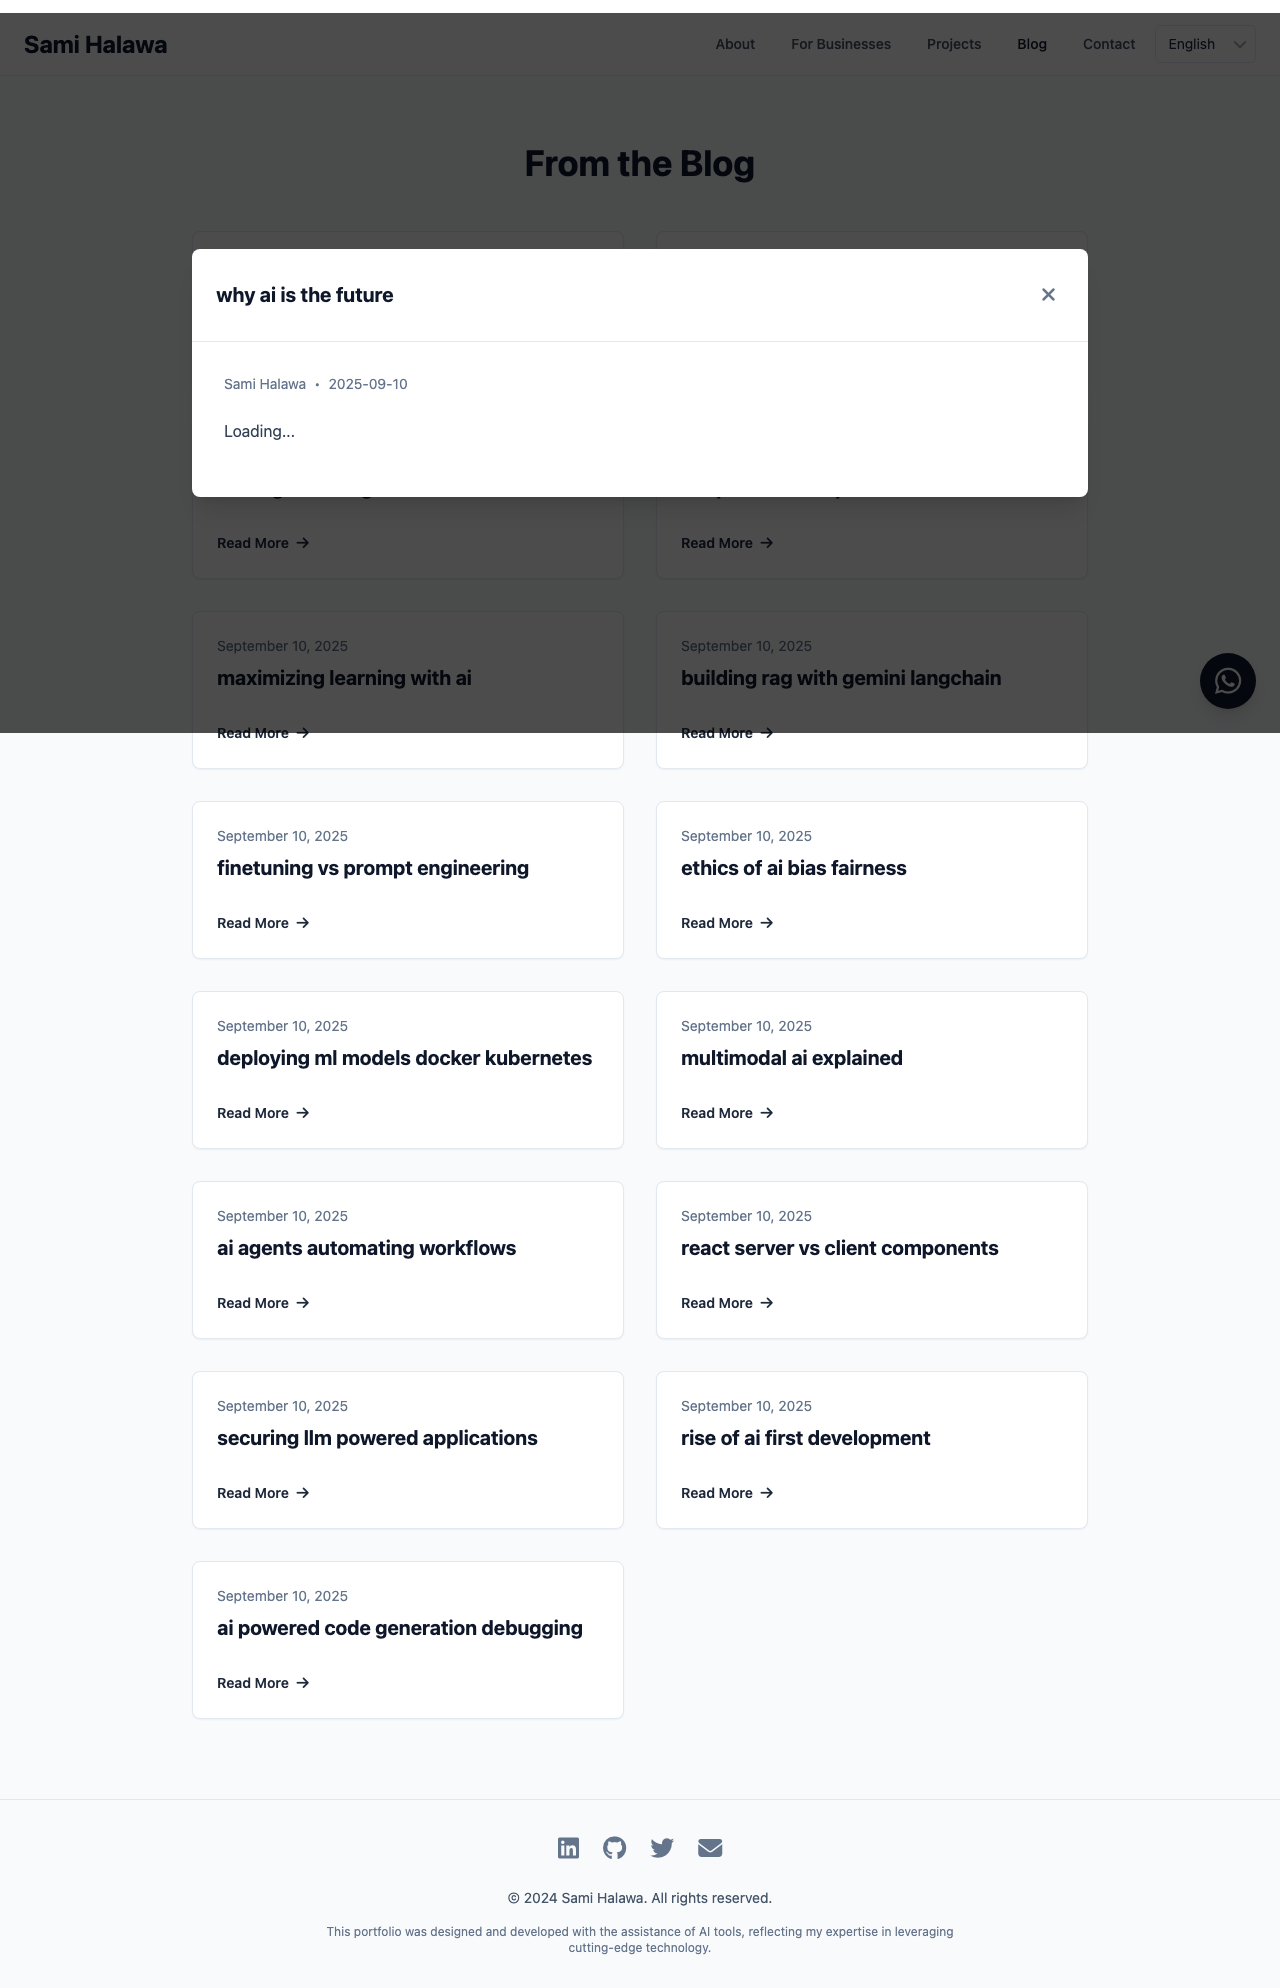 Sami Halawa
About
For Businesses
Projects
Blog
Contact
English
From the Blog
why ai is the future
Sami Halawa • 2025-09-10
Loading...
Read More →
Read More →
September 10, 2025
maximizing learning with ai
Read More →
September 10, 2025
building rag with gemini langchain
Read More →
September 10, 2025
finetuning vs prompt engineering
Read More →
September 10, 2025
ethics of ai bias fairness
Read More →
September 10, 2025
deploying ml models docker kubernetes
Read More →
September 10, 2025
multimodal ai explained
Read More →
September 10, 2025
ai agents automating workflows
Read More →
September 10, 2025
react server vs client components
Read More →
September 10, 2025
securing llm powered applications
Read More →
September 10, 2025
rise of ai first development
Read More →
September 10, 2025
ai powered code generation debugging
Read More →
© 2024 Sami Halawa. All rights reserved.
This portfolio was designed and developed with the assistance of AI tools, reflecting my expertise in leveraging
cutting-edge technology.